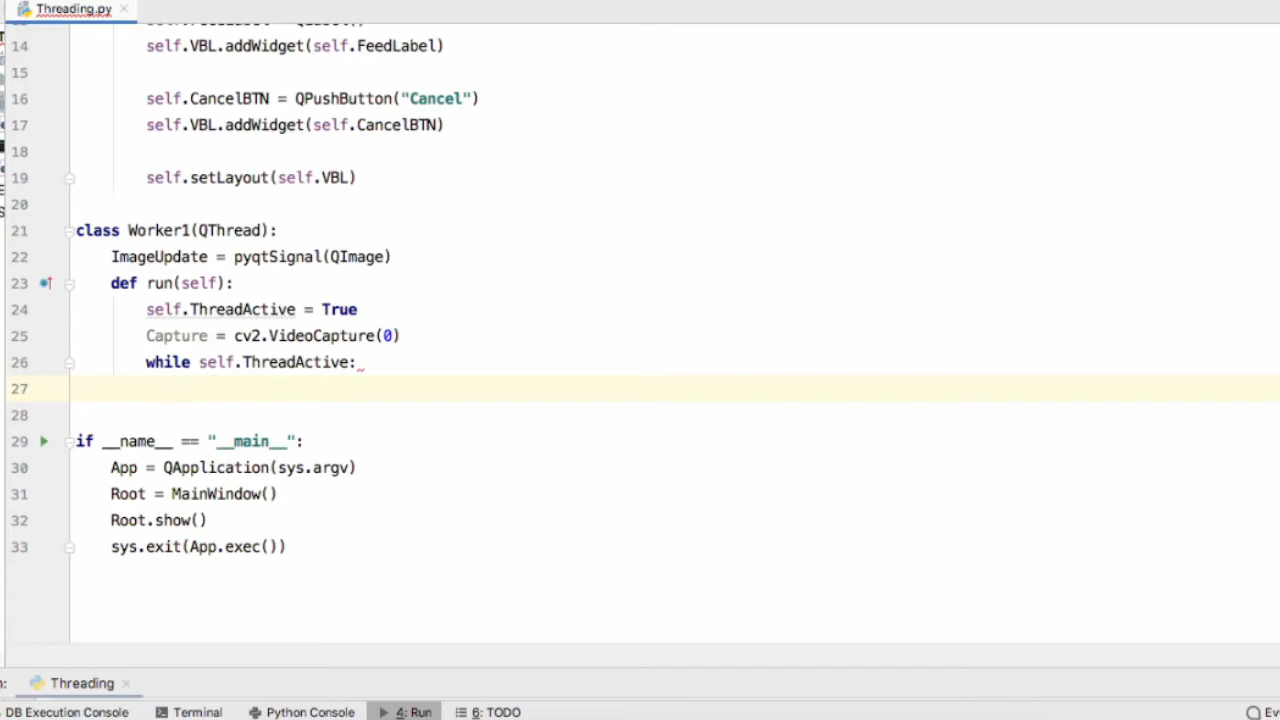 Threading.py
14 self.VBL.addWidget(self.FeedLabel)
15
16 self.CancelBTN = QPushButton("Cancel")
17 self.VBL.addWidget(self.CancelBTN)
18
19 self.setLayout(self.VBL)
20
21 class Worker1(QThread):
22 ImageUpdate = pyqtSignal(QImage)
23 def run(self):
24 self.ThreadActive = True
25 Capture = cv2.VideoCapture(0)
26 while self.ThreadActive:
27
28
29 if __name__ == "__main__":
30 App = QApplication(sys.argv)
31 Root = MainWindow()
32 Root.show()
33 sys.exit(App.exec())
Threading
DB Execution Console Terminal Python Console 4: Run 6: TODO